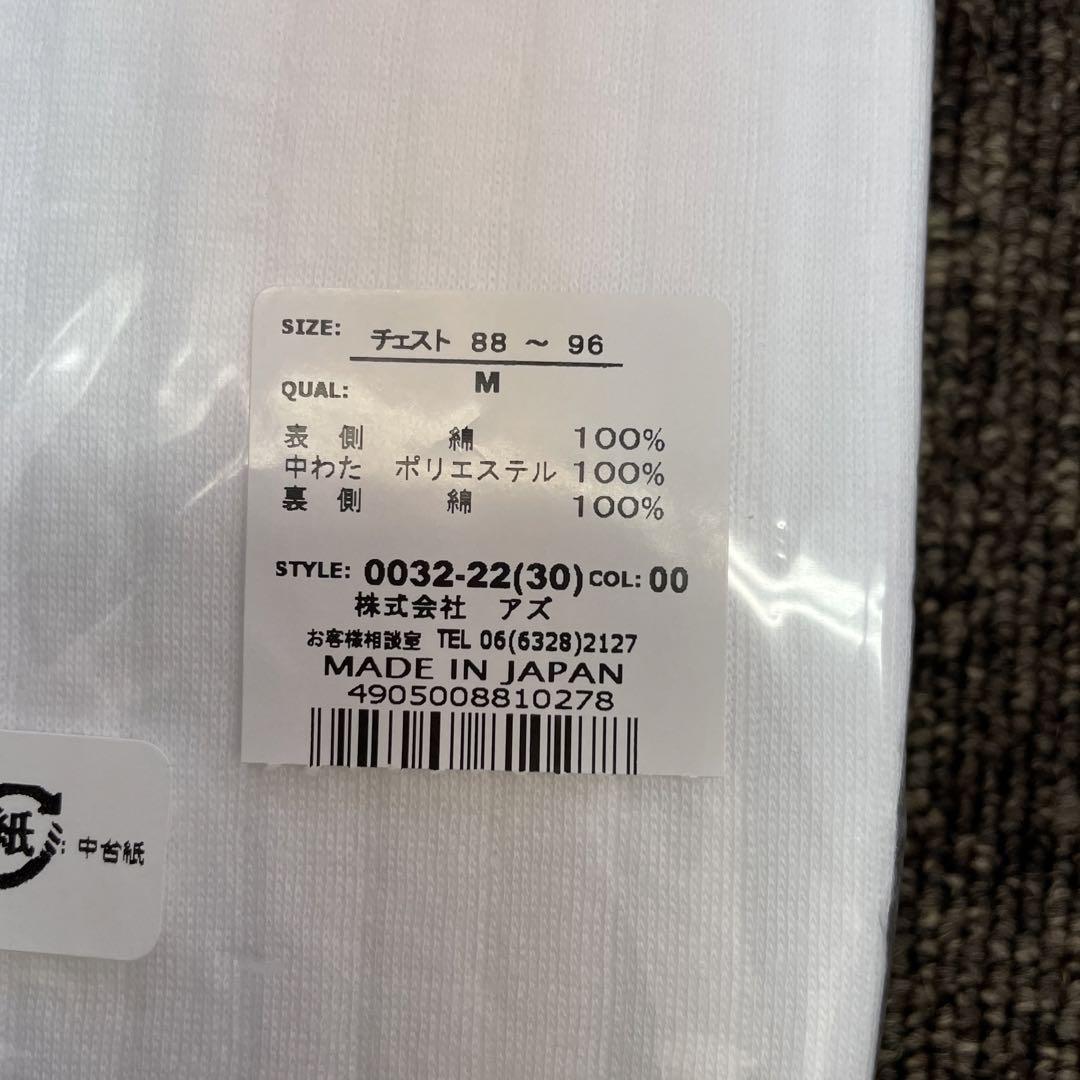 SIZE: チェスト 88 ～ 96
M
QUAL:
表側 綿 100%
中わた ポリエステル 100%
裏側 綿 100%
STYLE: 0032-22(30) COL: 00
株式会社 アズ
お客様相談室 TEL 06(6328)2127
MADE IN JAPAN
4905008810278
紙 : 中台紙